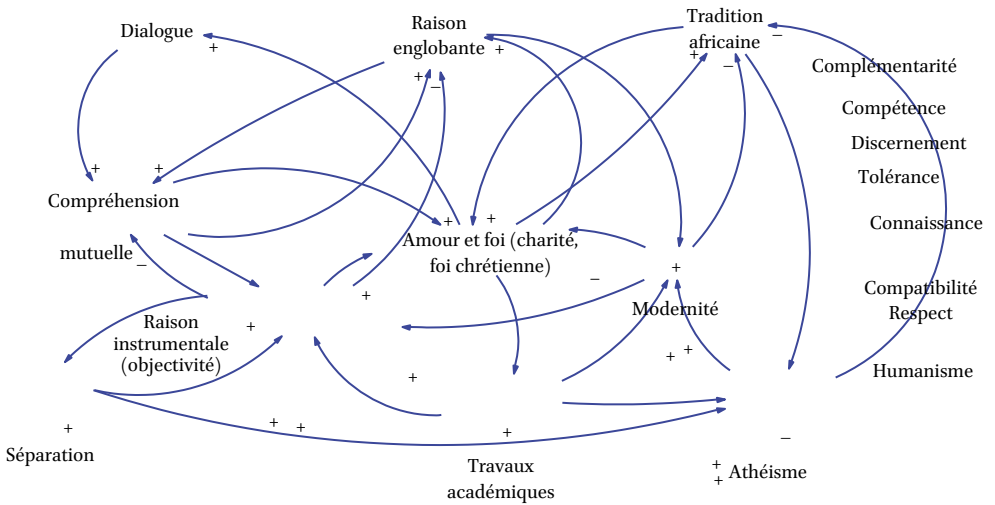 Dialogue
+
Raison
englobante
+
+
–
Tradition
africaine
–
+
–
Complémentarité
Compétence
Discernement
Tolérance
Connaissance
Compatibilité
Respect
Humanisme
+
+
Compréhension
mutuelle
–
+
+
Amour et foi (charité,
foi chrétienne)
–
+
Modernité
+
+
+
Raison
instrumentale
(objectivité)
+
+
+
Séparation
+
+
+
Travaux
académiques
–
+
+
Athéisme